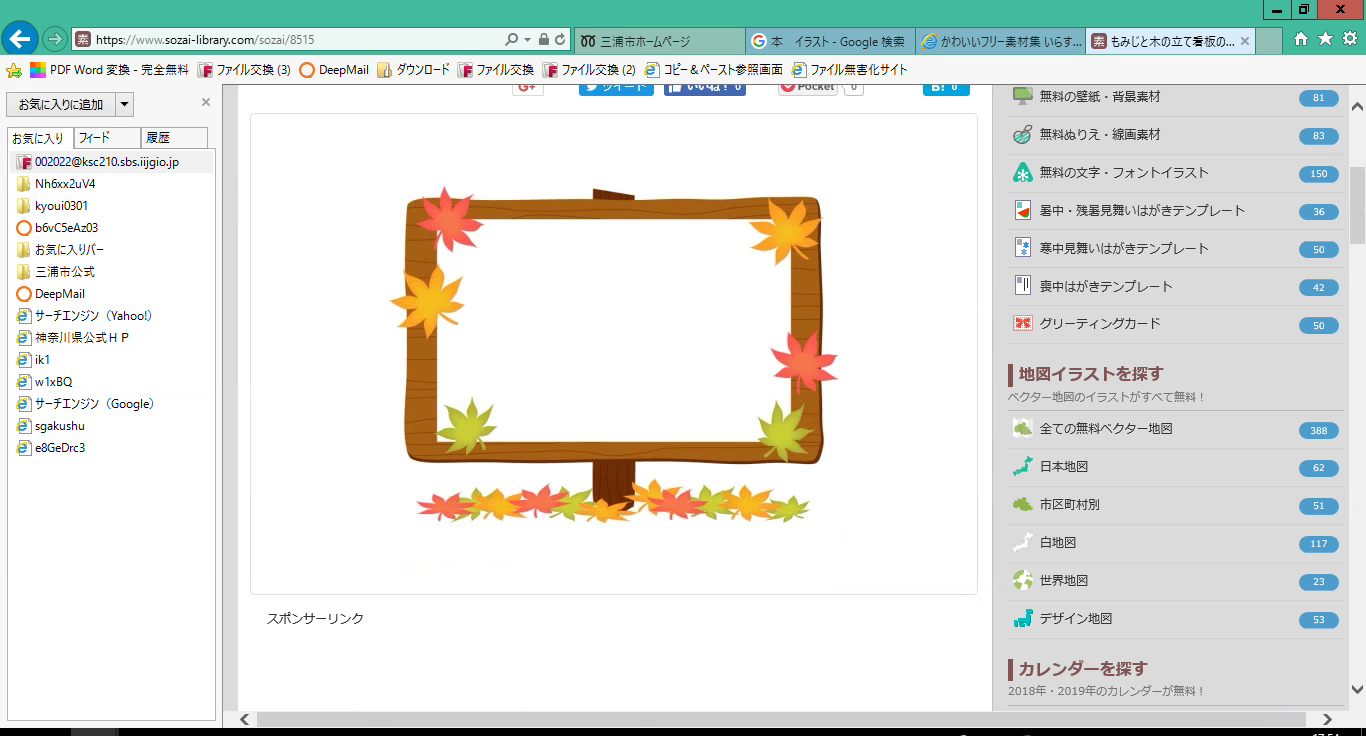 https://www.sozai-library.com/sozai/8515
三浦市ホームページ
本　イラスト - Google 検索
かわいいフリー素材集 いらす...
もみじと木の立て看板の...
PDF Word 変換 - 完全無料
ファイル交換 (3)
DeepMail
ダウンロード
ファイル交換
ファイル交換 (2)
コピー＆ペースト参照画面
ファイル無害化サイト
お気に入りに追加
お気に入り
フィード
履歴
002022@ksc210.sbs.iijgio.jp
Nh6xx2uV4
kyoui0301
b6vC5eAz03
お気に入りバー
三浦市公式
DeepMail
サーチエンジン（Yahoo!）
神奈川県公式ＨＰ
ik1
w1xBQ
サーチエンジン（Google）
sgakushu
e8GeDrc3
G+
ツイート
いいね！ 0
Pocket
0
B! 0
スポンサーリンク
無料の壁紙・背景素材 81
無料ぬりえ・線画素材 83
無料の文字・フォントイラスト 150
暑中・残暑見舞いはがきテンプレート 36
寒中見舞いはがきテンプレート 50
喪中はがきテンプレート 42
グリーティングカード 50
地図イラストを探す
ベクター地図のイラストがすべて無料！
全ての無料ベクター地図 388
日本地図 62
市区町村別 51
白地図 117
世界地図 23
デザイン地図 53
カレンダーを探す
2018年・2019年のカレンダーが無料！